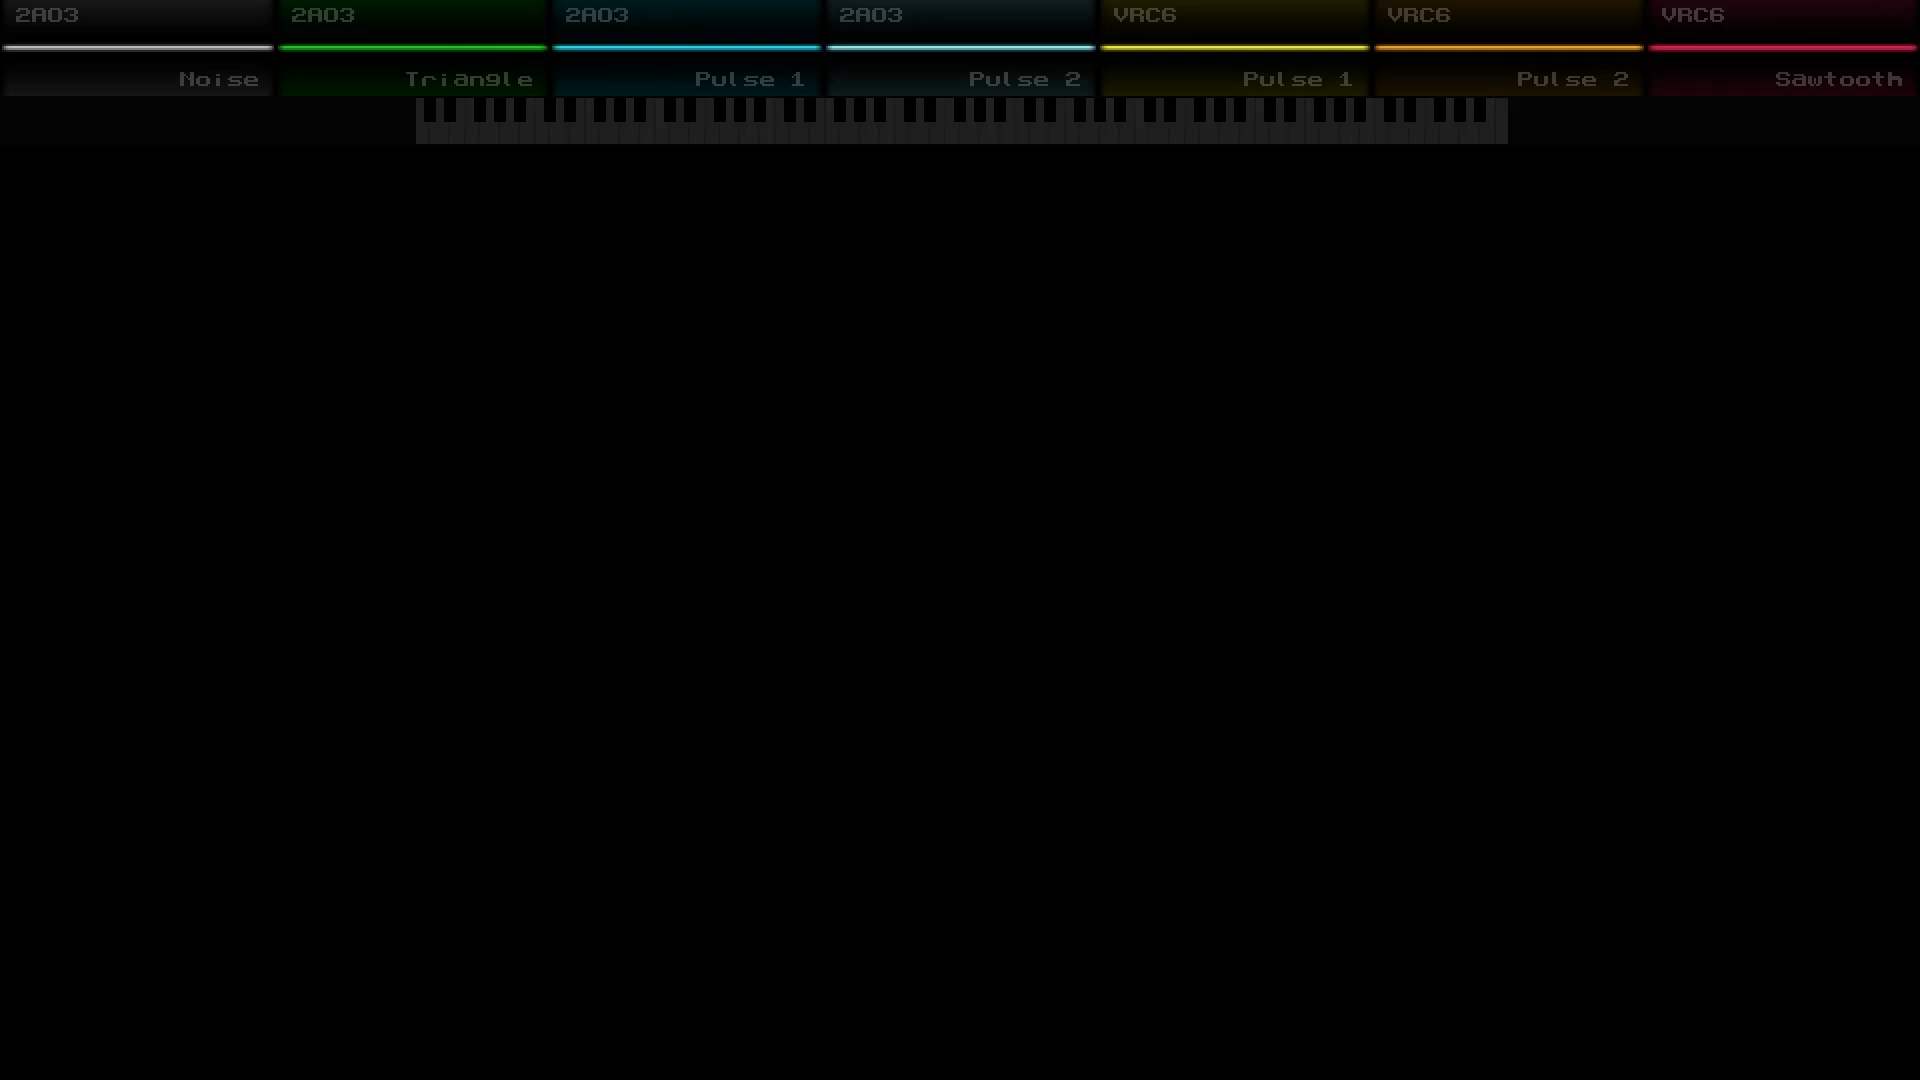 2A03 2A03 2A03 2A03 VRC6 VRC6 VRC6
Noise Triangle Pulse 1 Pulse 2 Pulse 1 Pulse 2 Sawtooth